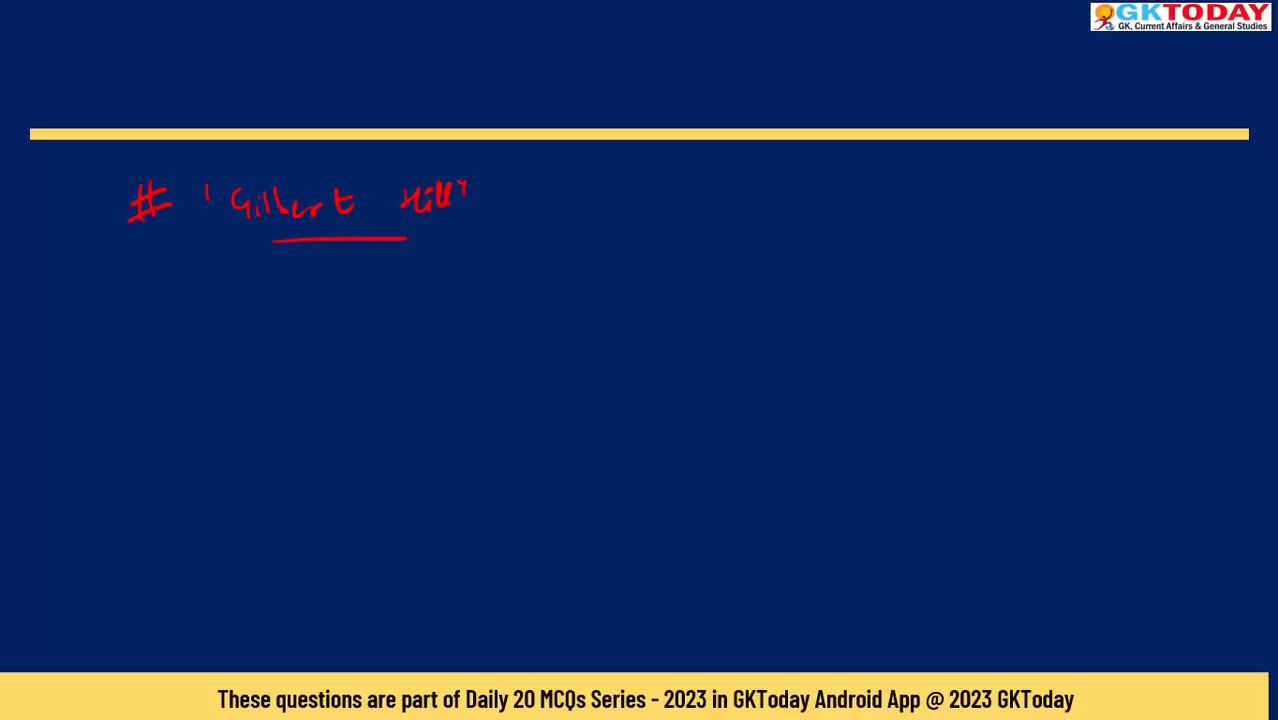 GKTODAY
GK, Current Affairs & General Studies
# 'Gilbert Hill'
These questions are part of Daily 20 MCQs Series - 2023 in GKToday Android App @ 2023 GKToday